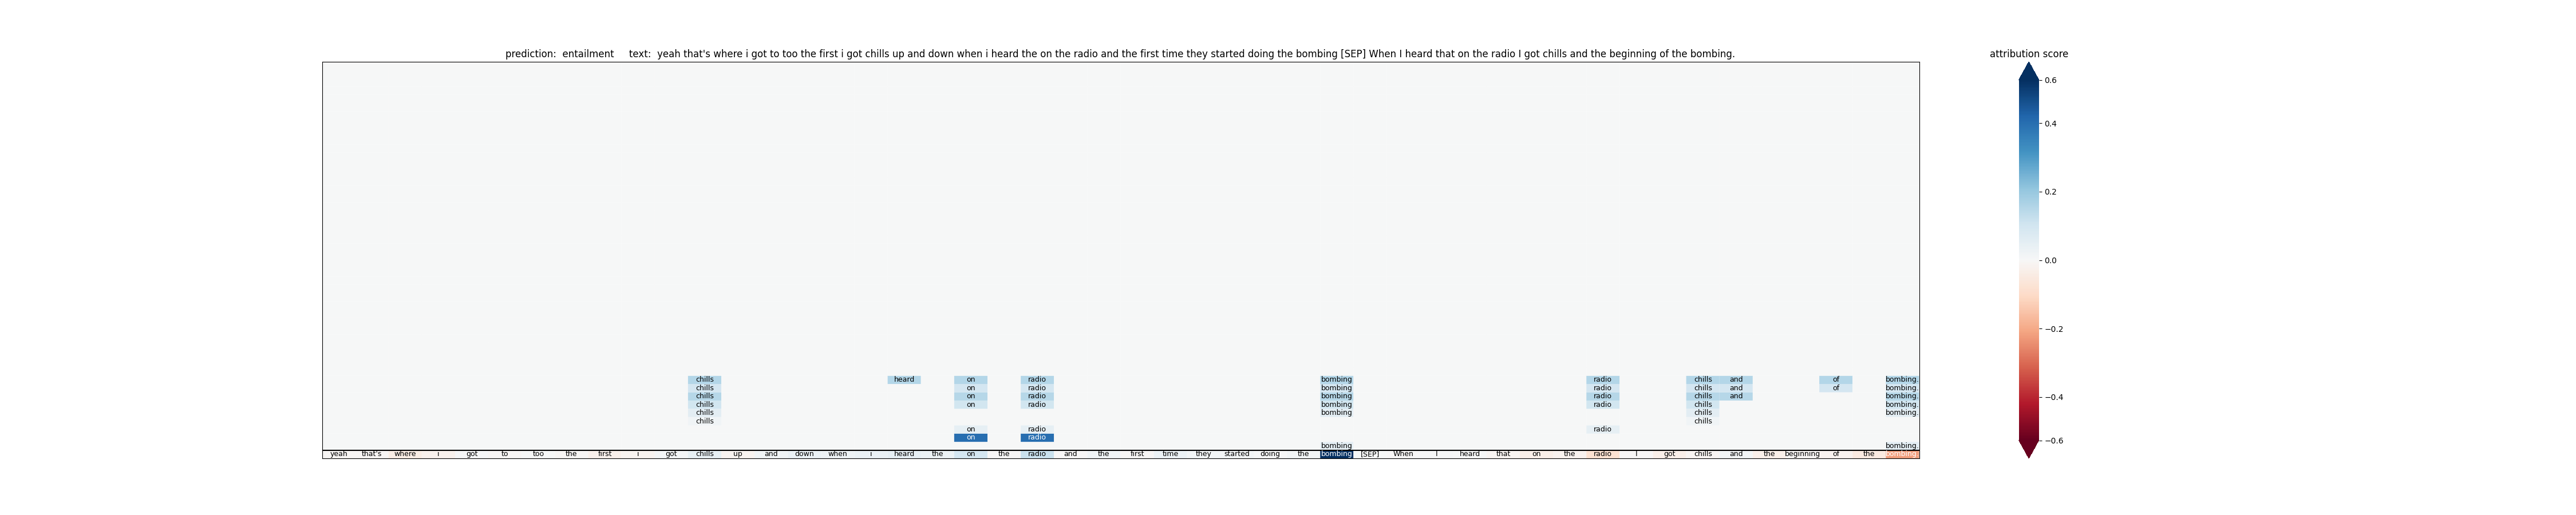 prediction: entailment text: yeah that's where i got to too the first i got chills up and down when i heard the on the radio and the first time they started doing the bombing [SEP] When I heard that on the radio I got chills and the beginning of the bombing.
attribution score
0.6
0.4
0.2
0.0
−0.2
−0.4
−0.6
chills heard on radio bombing radio chills and of bombing.
chills on radio bombing radio chills and of bombing.
chills on radio bombing radio chills and bombing.
chills on radio bombing radio chills bombing.
chills bombing chills bombing.
chills chills
on radio radio
on radio
bombing bombing.
yeah that's where i got to too the first i got chills up and down when i heard the on the radio and the first time they started doing the bombing [SEP] When I heard that on the radio I got chills and the beginning of the bombing.